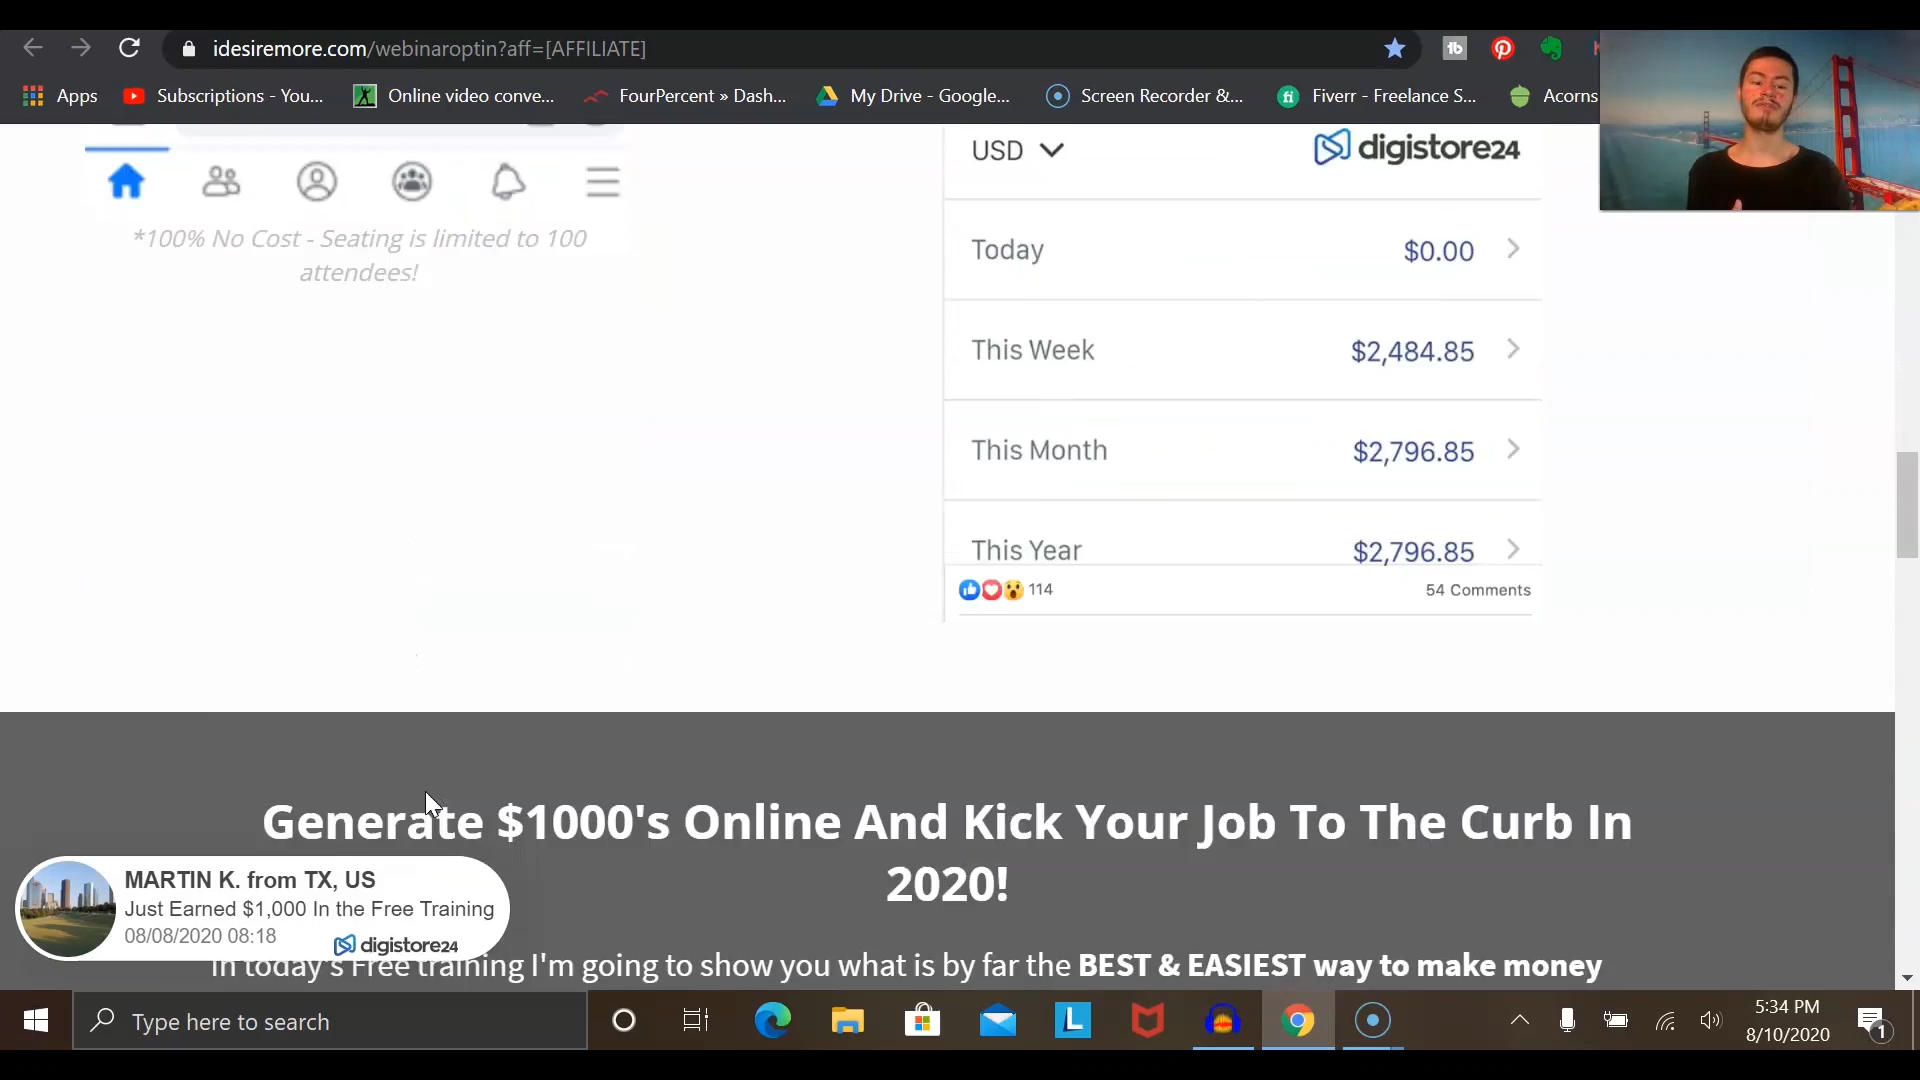 idesiremore.com/webinaroptin?aff=[AFFILIATE]
Apps
Subscriptions - You...
Online video conve...
FourPercent » Dash...
My Drive - Google...
Screen Recorder &...
Fiverr - Freelance S...
Acorns
*100% No Cost - Seating is limited to 100
attendees!
USD
digistore24
Today $0.00
This Week $2,484.85
This Month $2,796.85
This Year $2,796.85
114
54 Comments
Generate $1000's Online And Kick Your Job To The Curb In
2020!
MARTIN K. from TX, US
Just Earned $1,000 In the Free Training
08/08/2020 08:18
digistore24
In today's Free training I'm going to show you what is by far the BEST & EASIEST way to make money
Type here to search
5:34 PM
8/10/2020
1